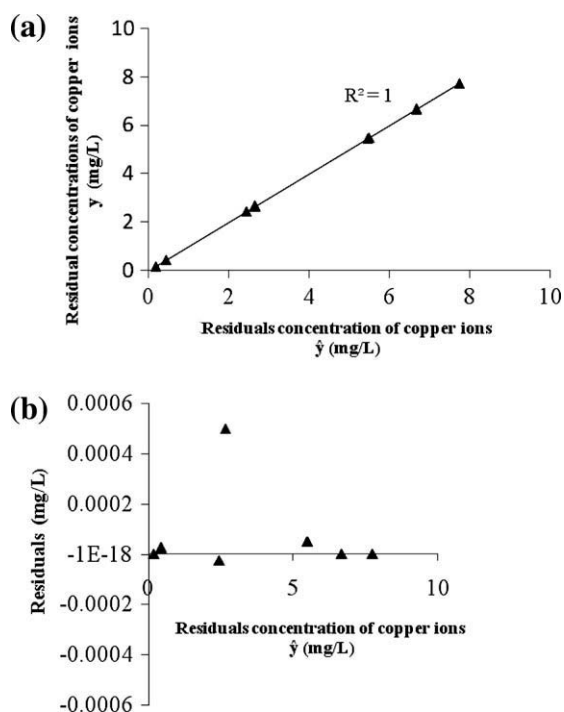 (a)
Residual concentrations of copper ions
y (mg/L)
10
8
6
4
2
0
R² = 1
0 2 4 6 8 10
Residuals concentration of copper ions
ŷ (mg/L)
(b)
Residuals (mg/L)
0.0006
0.0004
0.0002
-1E-18
-0.0002
-0.0004
-0.0006
0 5 10
Residuals concentration of copper ions
ŷ (mg/L)